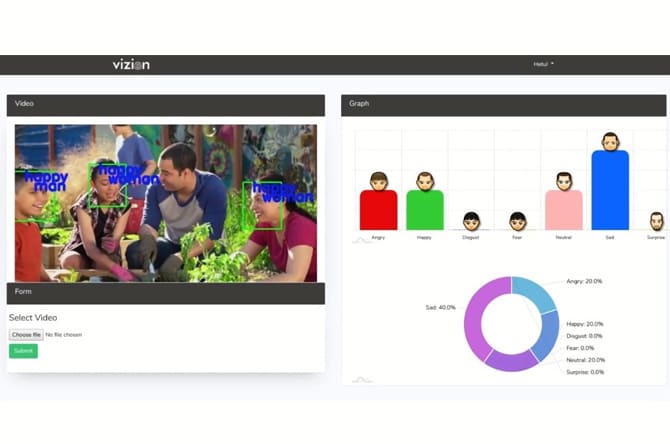 vizion
Hetul
Video
happy
man
happy
woman
happy
woman
Form
Select Video
Choose file No file chosen
Submit
Graph
Angry
Happy
Disgust
Fear
Neutral
Sad
Surprise
Sad: 40.0%
Angry: 20.0%
Happy: 20.0%
Disgust: 0.0%
Fear: 0.0%
Neutral: 20.0%
Surprise: 0.0%